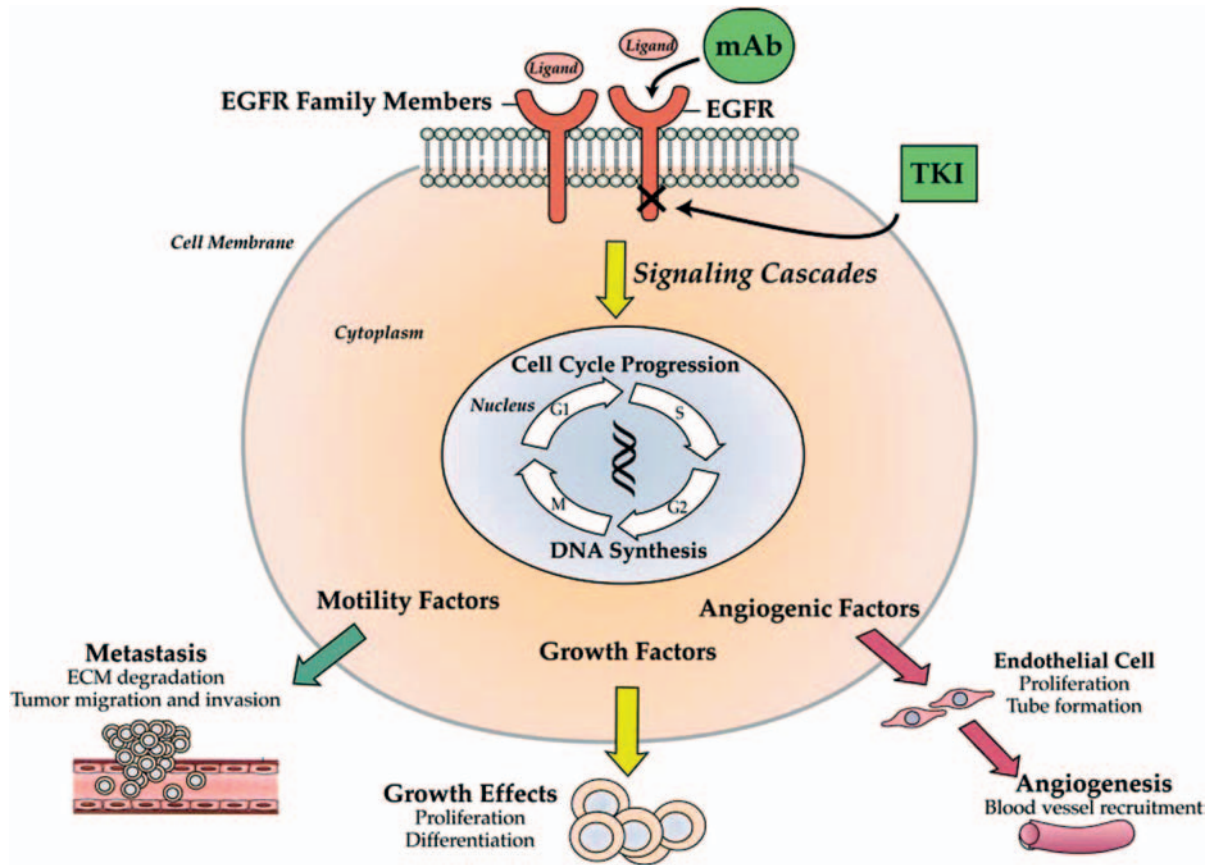 Ligand
Ligand
mAb
EGFR Family Members
EGFR
TKI
Cell Membrane
Signaling Cascades
Cytoplasm
Cell Cycle Progression
Nucleus
G1
S
M
G2
DNA Synthesis
Motility Factors
Angiogenic Factors
Growth Factors
Metastasis
ECM degradation
Tumor migration and invasion
Endothelial Cell
Proliferation
Tube formation
Growth Effects
Proliferation
Differentiation
Angiogenesis
Blood vessel recruitment